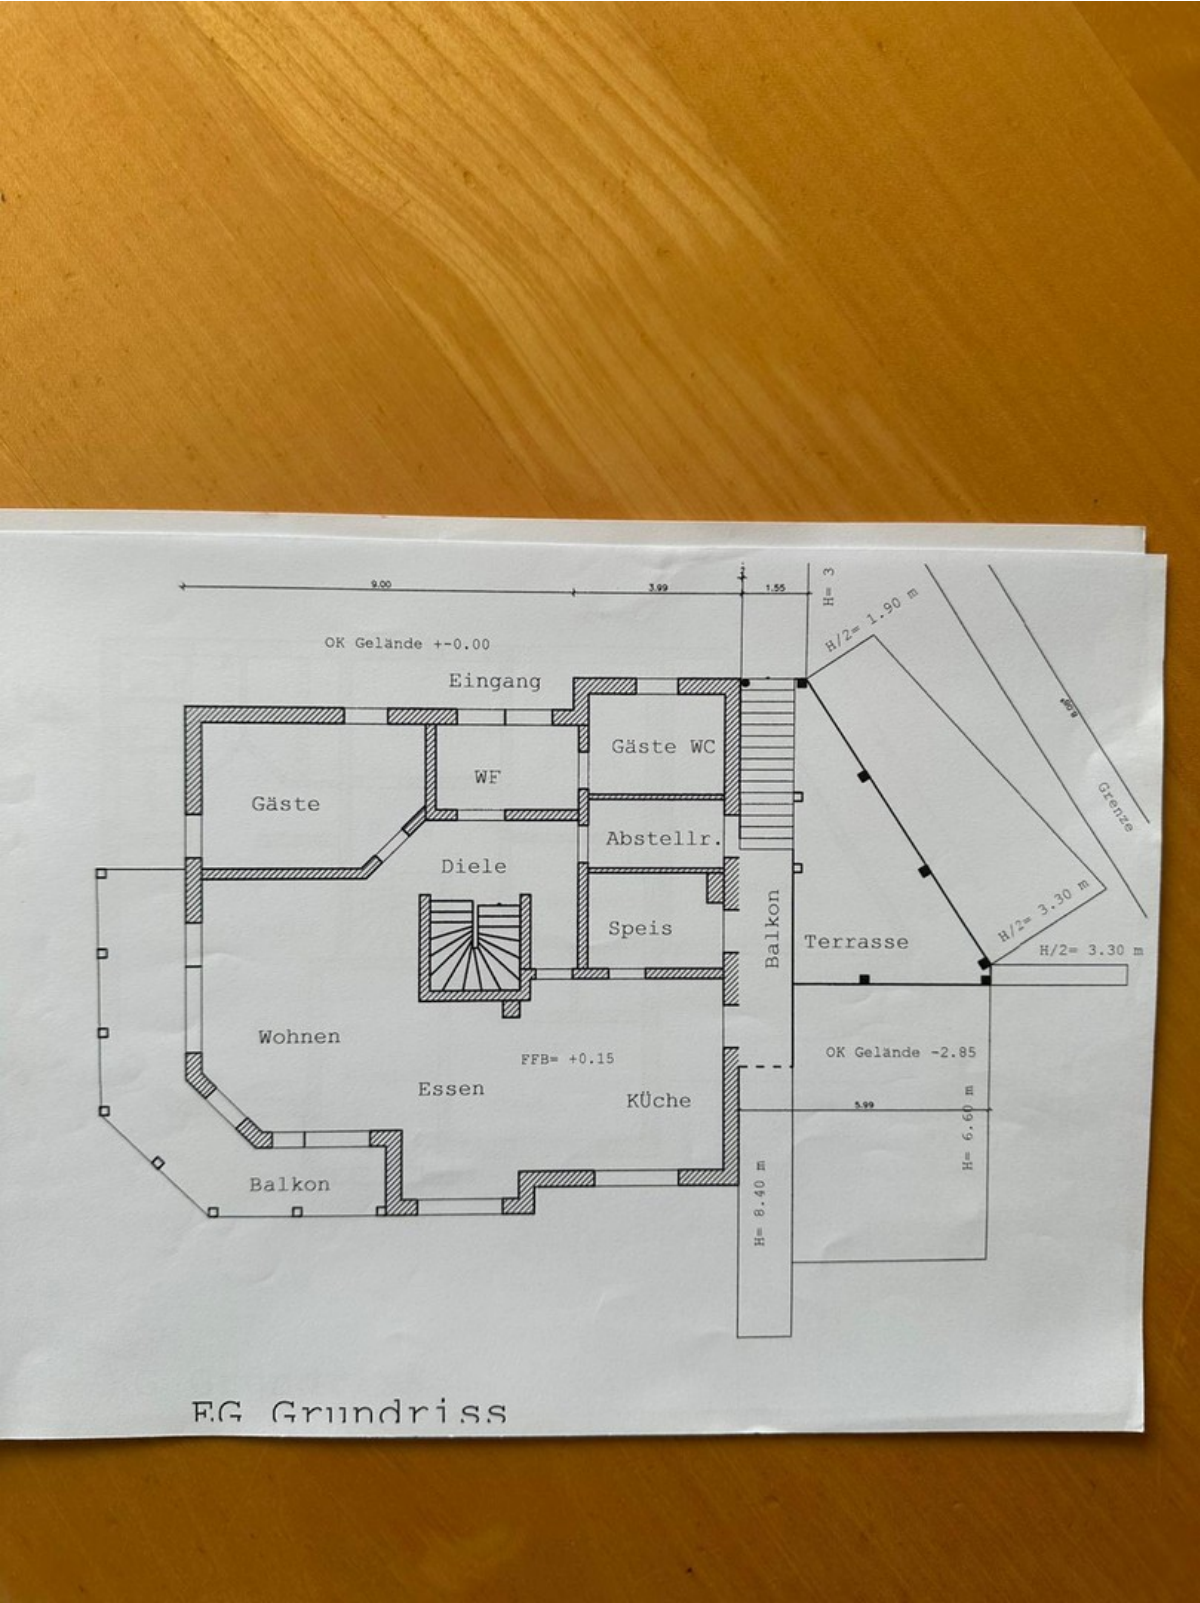 9.00
3.99
1.55
H= 3
H/2= 1.90 m
OK Gelände +-0.00
Eingang
Gäste WC
WF
Gäste
Grenze
Abstellr.
Diele
Speis
Balkon
Terrasse
H/2= 3.30 m
H/2= 3.30 m
Wohnen
FFB= +0.15
OK Gelände -2.85
Essen
KÜche
5.99
H= 6.60 m
Balkon
H= 8.40 m
EG Grundriss